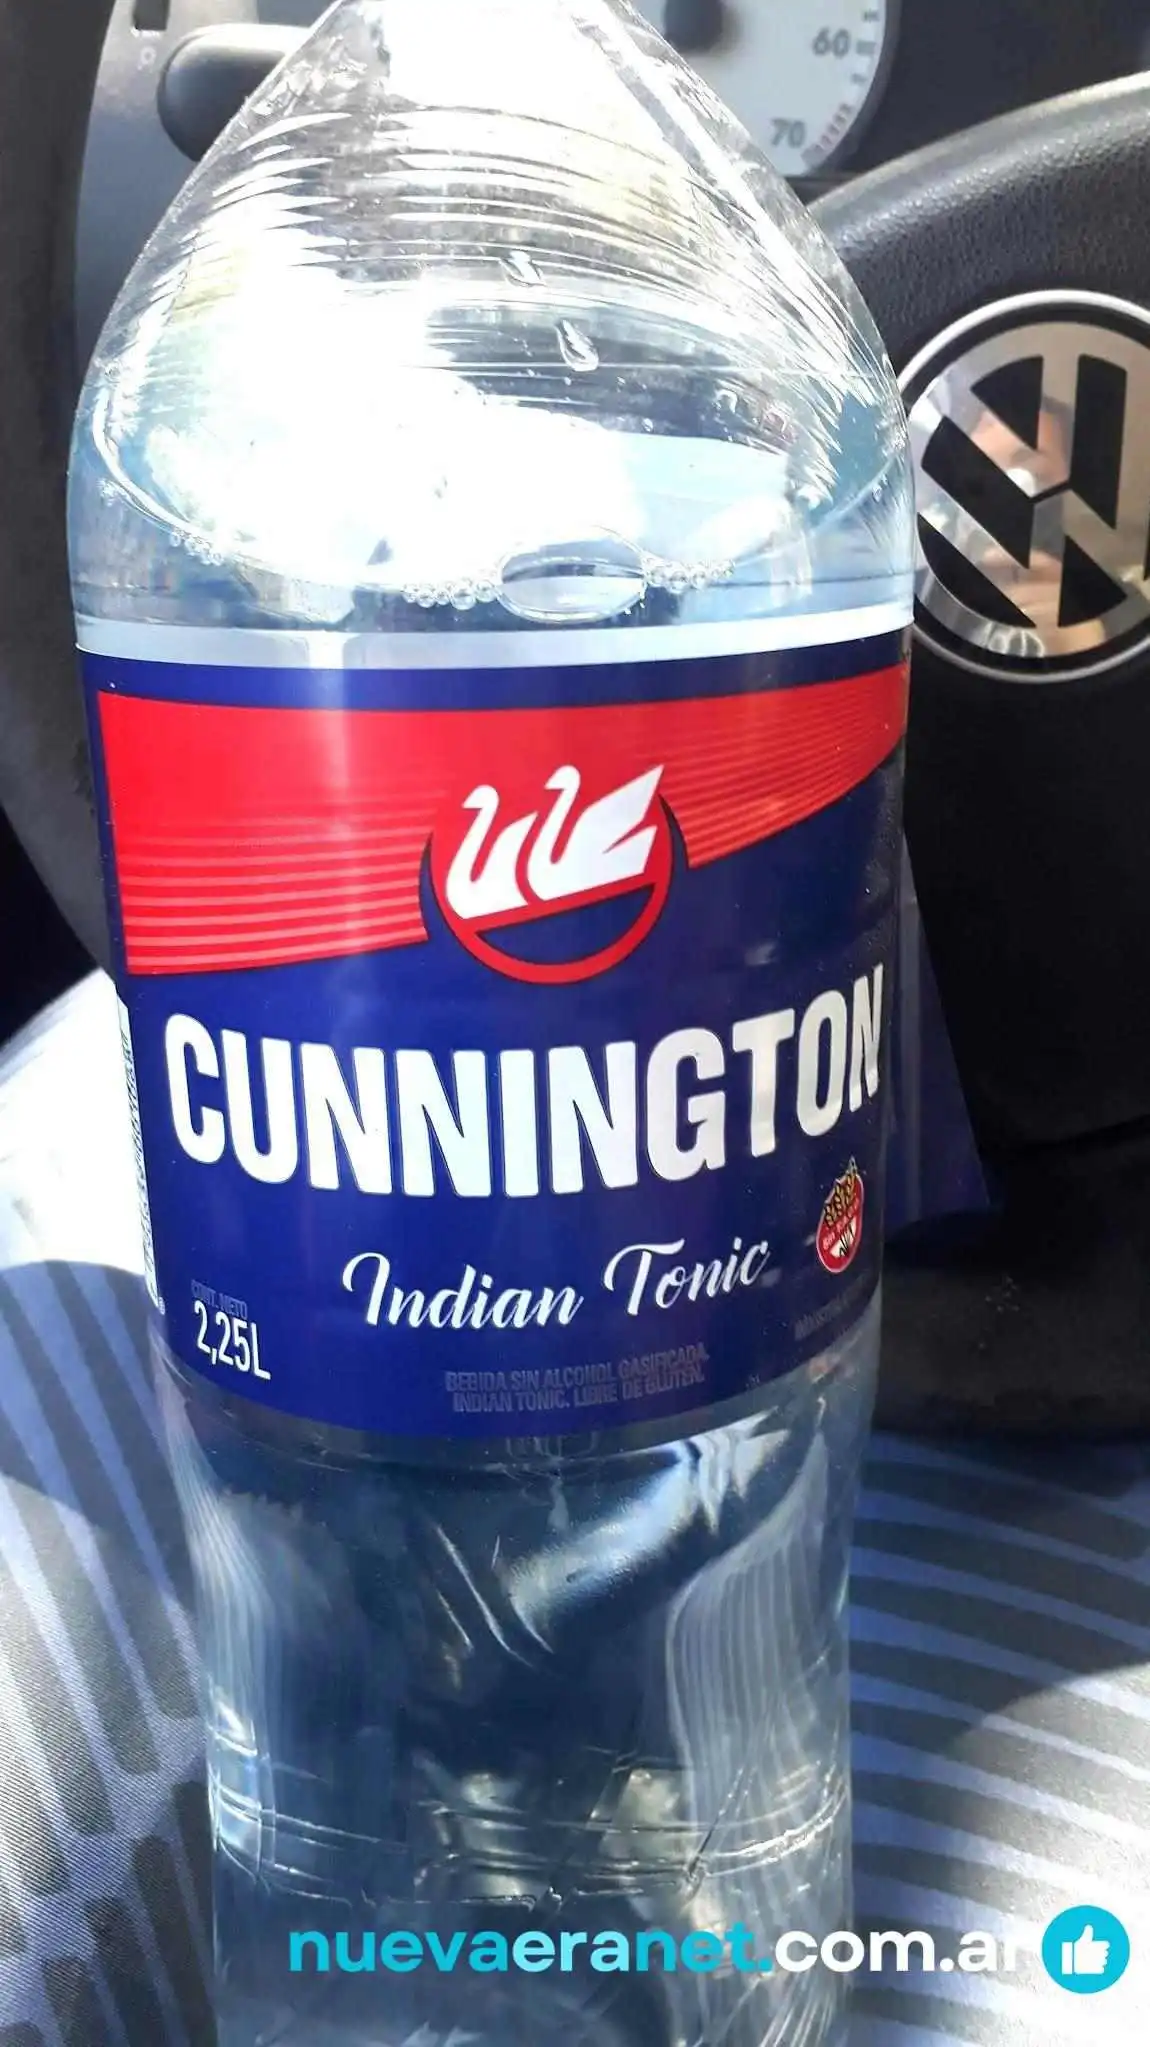 60
70
CUNNINGTON
Indian Tonic
CONT. NETO
2,25L
BEBIDA SIN ALCOHOL GASIFICADA
INDIAN TONIC. LIBRE DE GLUTEN.
nuevaeranet.com.ar